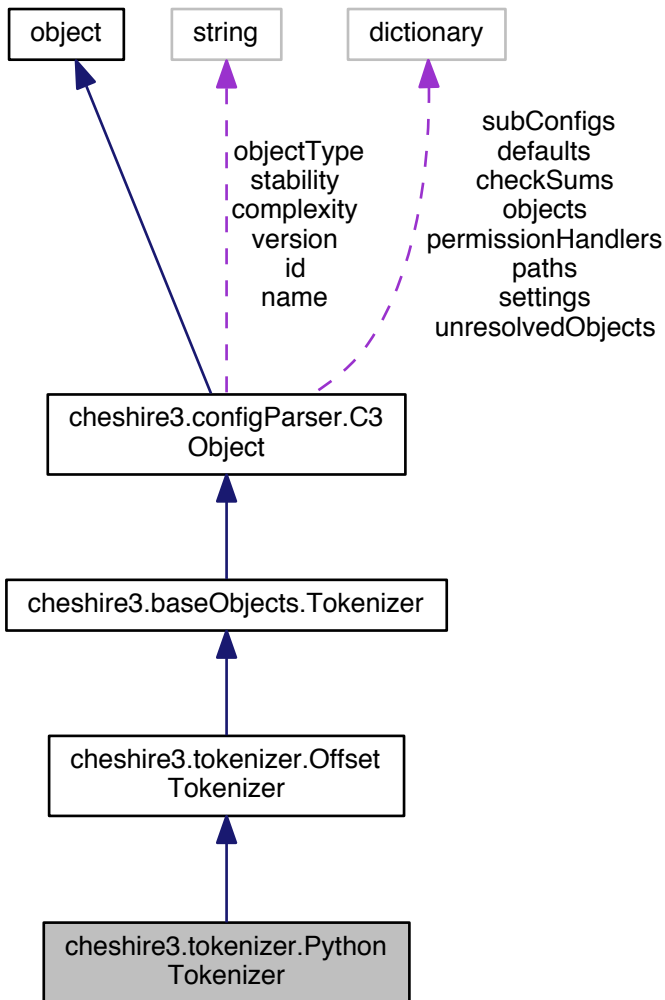 object
string
dictionary
objectType
stability
complexity
version
id
name
subConfigs
defaults
checkSums
objects
permissionHandlers
paths
settings
unresolvedObjects
cheshire3.configParser.C3
Object
cheshire3.baseObjects.Tokenizer
cheshire3.tokenizer.Offset
Tokenizer
cheshire3.tokenizer.Python
Tokenizer